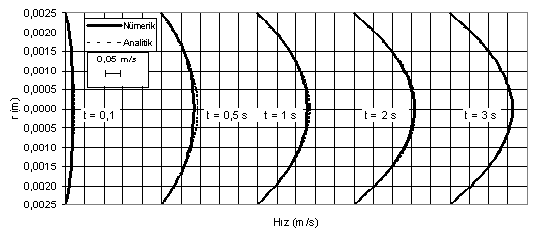 0,0025
0,0020
0,0015
0,0010
0,0005
0,0000
0,0005
0,0010
0,0015
0,0020
0,0025
r (m)
Nümerik
Analitik
0,05 m/s
t = 0,1
t = 0,5 s
t = 1 s
t = 2 s
t = 3 s
Hız (m/s)